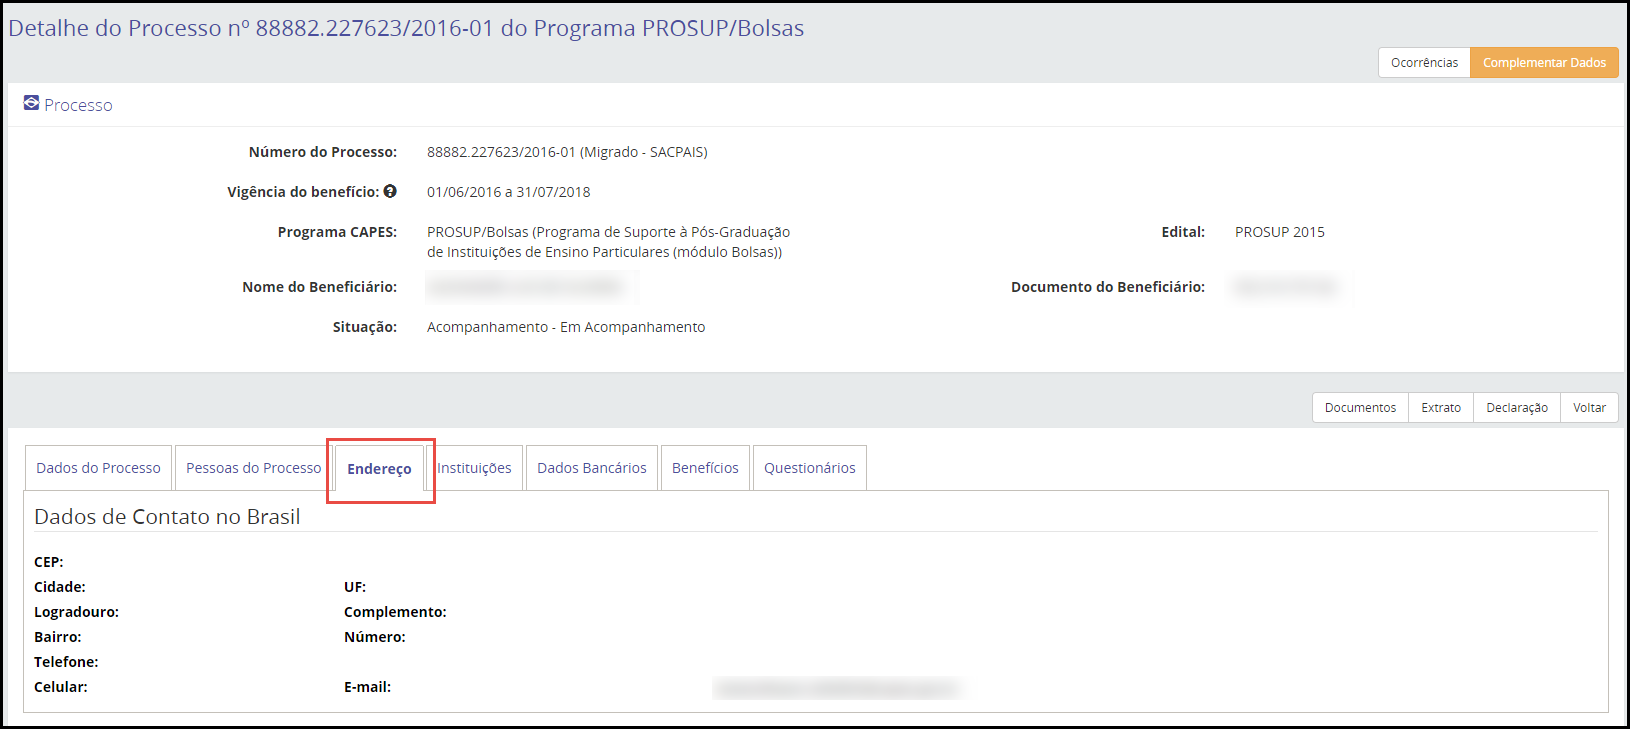 Detalhe do Processo nº 88882.227623/2016-01 do Programa PROSUP/Bolsas
Ocorrências Complementar Dados
Processo
Número do Processo: 88882.227623/2016-01 (Migrado - SACPAIS)
Vigência do benefício: 01/06/2016 a 31/07/2018
Programa CAPES: PROSUP/Bolsas (Programa de Suporte à Pós-Graduação Edital: PROSUP 2015
de Instituições de Ensino Particulares (módulo Bolsas))
Nome do Beneficiário: Documento do Beneficiário:
Situação: Acompanhamento - Em Acompanhamento
Documentos Extrato Declaração Voltar
Dados do Processo Pessoas do Processo Endereço Instituições Dados Bancários Benefícios Questionários
Dados de Contato no Brasil
CEP:
Cidade: UF:
Logradouro: Complemento:
Bairro: Número:
Telefone:
Celular: E-mail: